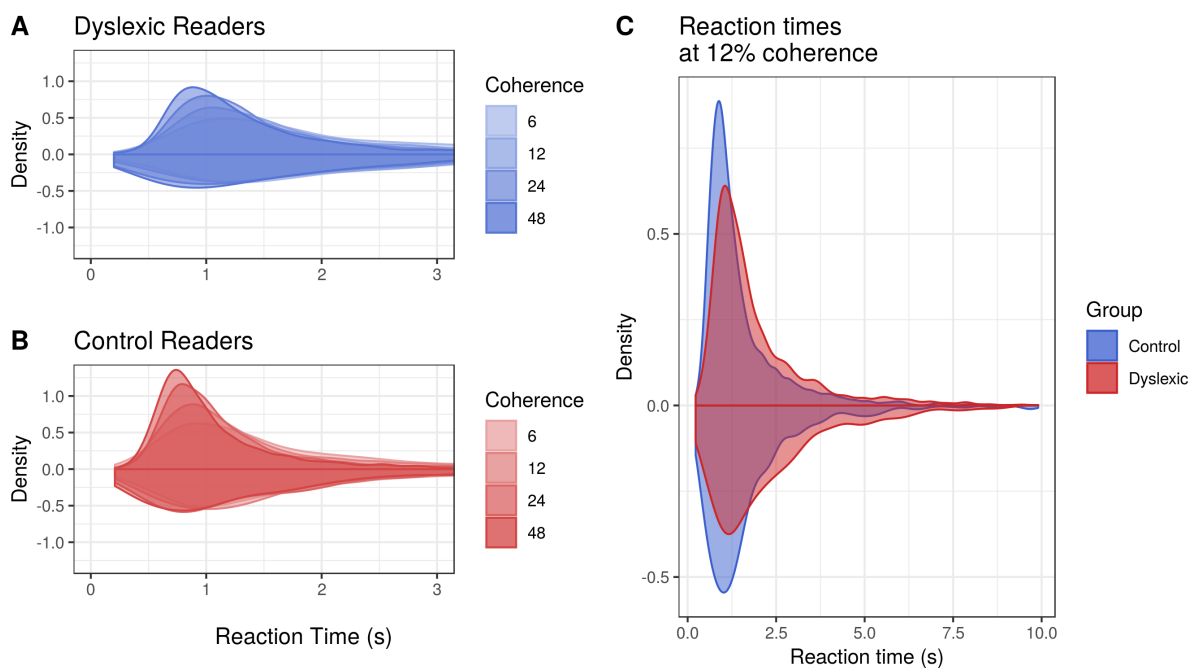 A
Dyslexic Readers
Density
1.0
0.5
0.0
-0.5
-1.0
0 1 2 3
Coherence
6
12
24
48
B
Control Readers
Density
1.0
0.5
0.0
-0.5
-1.0
0 1 2 3
Reaction Time (s)
Coherence
6
12
24
48
C
Reaction times
at 12% coherence
Density
0.5
0.0
-0.5
0.0 2.5 5.0 7.5 10.0
Reaction time (s)
Group
Control
Dyslexic